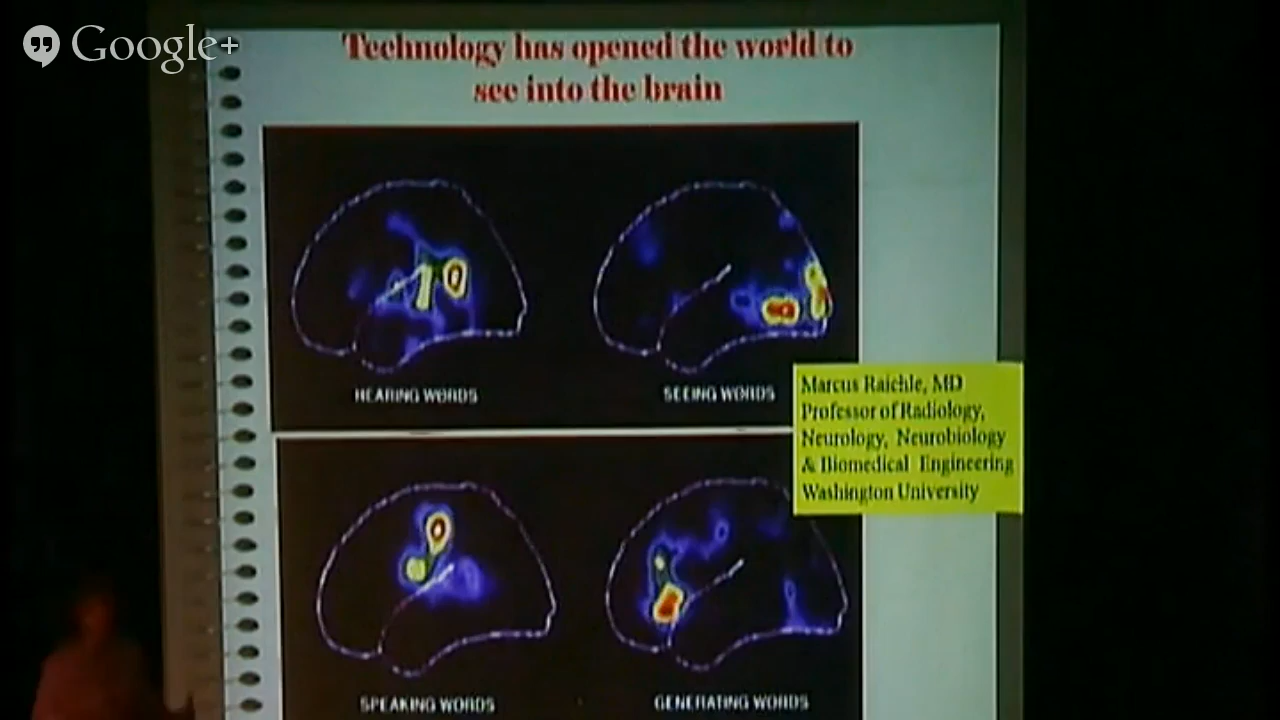 Google+
Technology has opened the world to
see into the brain
HEARING WORDS
SEEING WORDS
Marcus Raichle, MD
Professor of Radiology,
Neurology, Neurobiology
& Biomedical Engineering
Washington University
SPEAKING WORDS
GENERATING WORDS